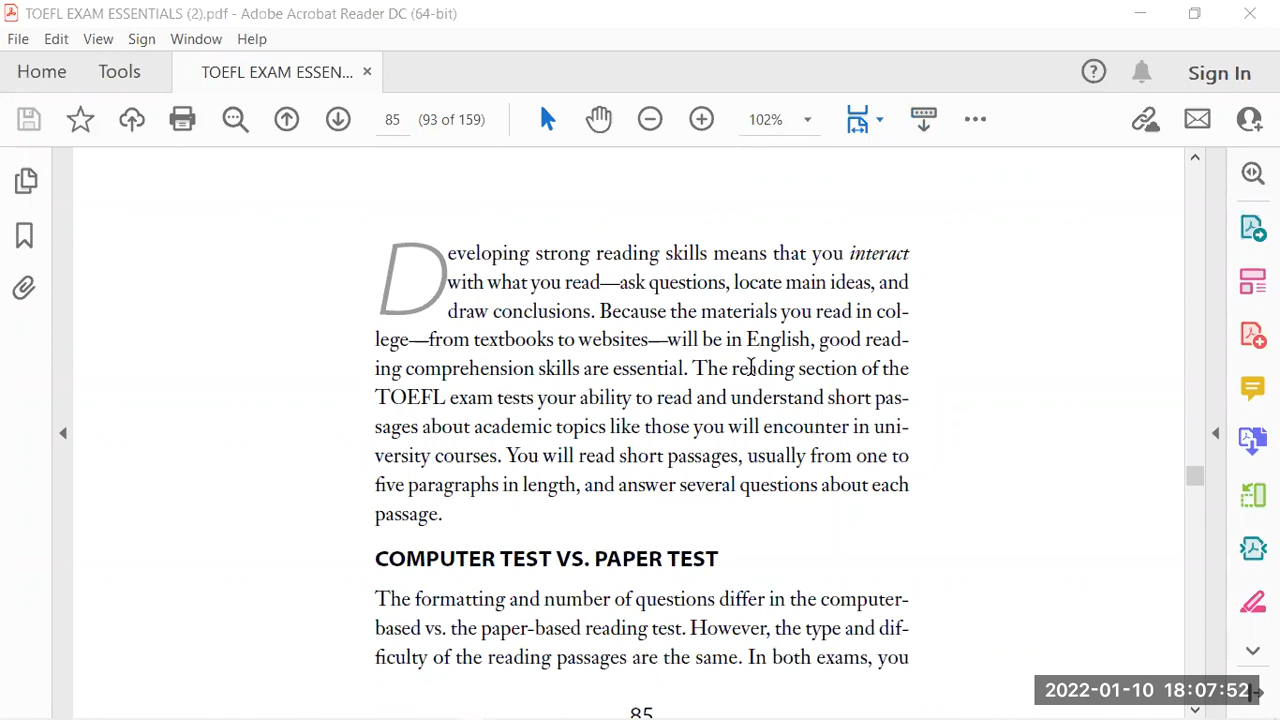 TOEFL EXAM ESSENTIALS (2).pdf - Adobe Acrobat Reader DC (64-bit)
File Edit View Sign Window Help
Home Tools TOEFL EXAM ESSEN... × Sign In
85 (93 of 159) 102%
Developing strong reading skills means that you interact
with what you read—ask questions, locate main ideas, and
draw conclusions. Because the materials you read in col-
lege—from textbooks to websites—will be in English, good read-
ing comprehension skills are essential. The reading section of the
TOEFL exam tests your ability to read and understand short pas-
sages about academic topics like those you will encounter in uni-
versity courses. You will read short passages, usually from one to
five paragraphs in length, and answer several questions about each
passage.
COMPUTER TEST VS. PAPER TEST
The formatting and number of questions differ in the computer-
based vs. the paper-based reading test. However, the type and dif-
ficulty of the reading passages are the same. In both exams, you
85
2022-01-10 18:07:52